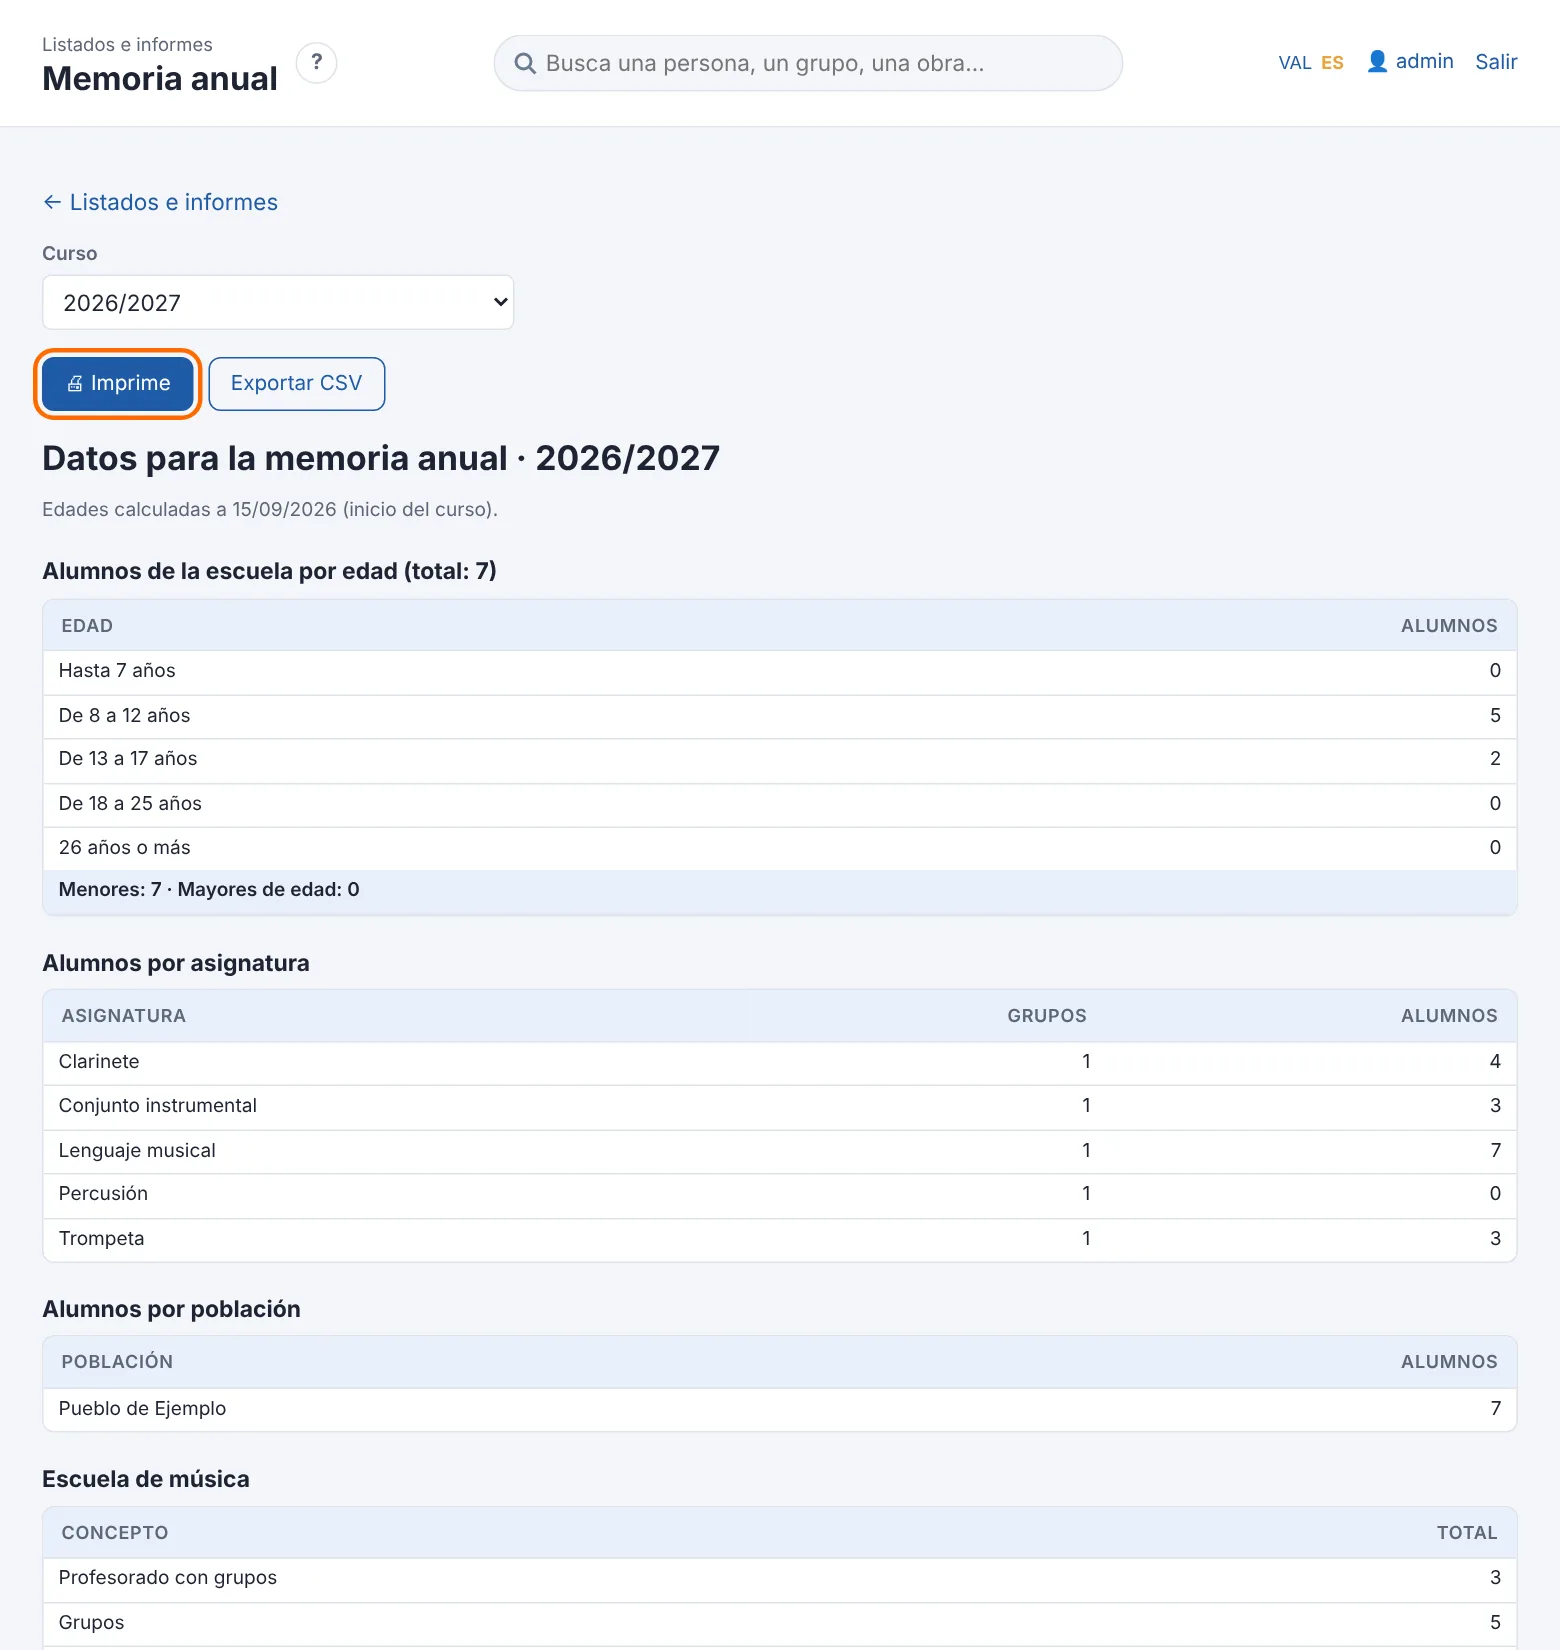 Listados e informes
Memoria anual
?
Busca una persona, un grupo, una obra...
VAL ES admin Salir
← Listados e informes
Curso
2026/2027
Imprime
Exportar CSV
Datos para la memoria anual · 2026/2027
Edades calculadas a 15/09/2026 (inicio del curso).
Alumnos de la escuela por edad (total: 7)
EDAD ALUMNOS
Hasta 7 años 0
De 8 a 12 años 5
De 13 a 17 años 2
De 18 a 25 años 0
26 años o más 0
Menores: 7 · Mayores de edad: 0
Alumnos por asignatura
ASIGNATURA GRUPOS ALUMNOS
Clarinete 1 4
Conjunto instrumental 1 3
Lenguaje musical 1 7
Percusión 1 0
Trompeta 1 3
Alumnos por población
POBLACIÓN ALUMNOS
Pueblo de Ejemplo 7
Escuela de música
CONCEPTO TOTAL
Profesorado con grupos 3
Grupos 5